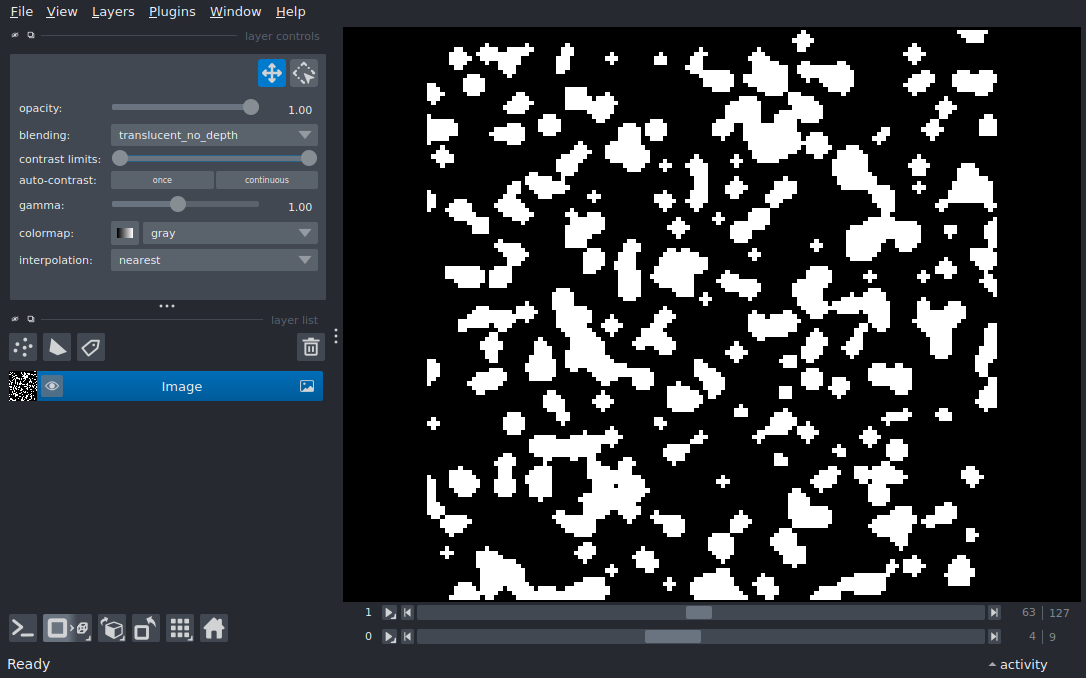 File View Layers Plugins Window Help
layer controls
opacity: 1.00
blending: translucent_no_depth
contrast limits:
auto-contrast: once continuous
gamma: 1.00
colormap: gray
interpolation: nearest
layer list
Image
1 63 127
0 4 9
Ready activity